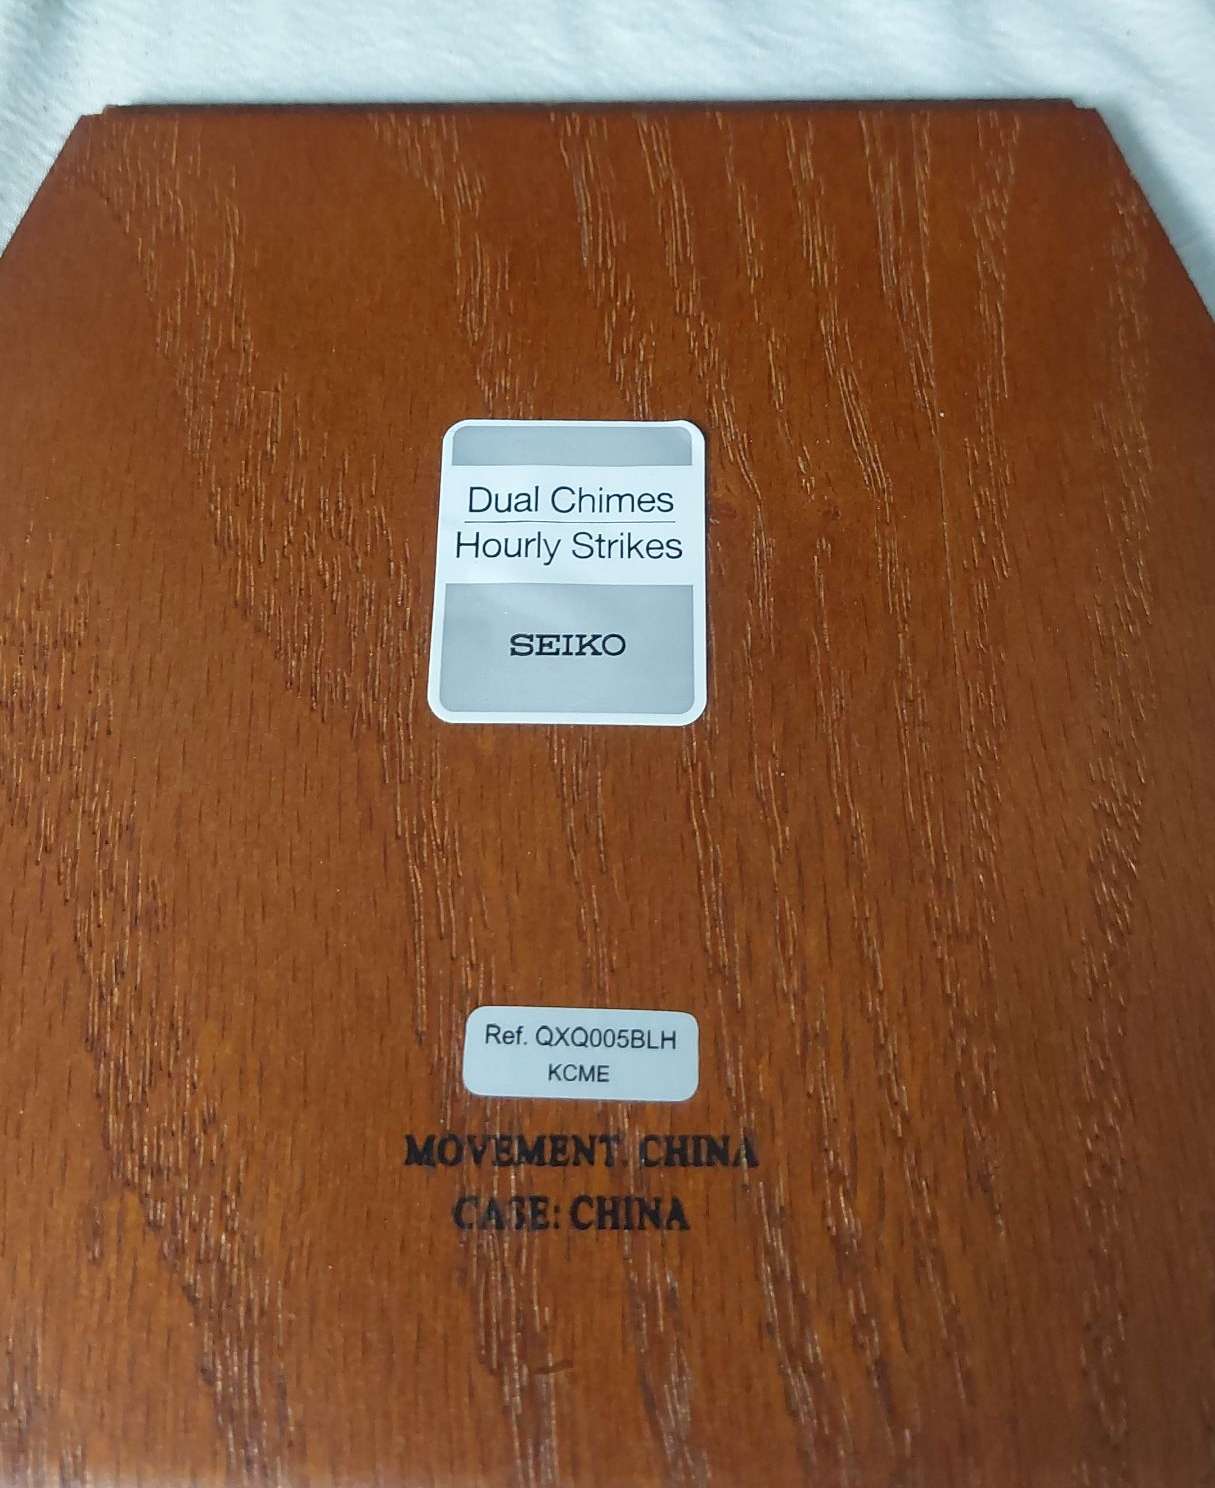 Dual Chimes
Hourly Strikes
SEIKO
Ref. QXQ005BLH
KCME
MOVEMENT: CHINA
CASE: CHINA